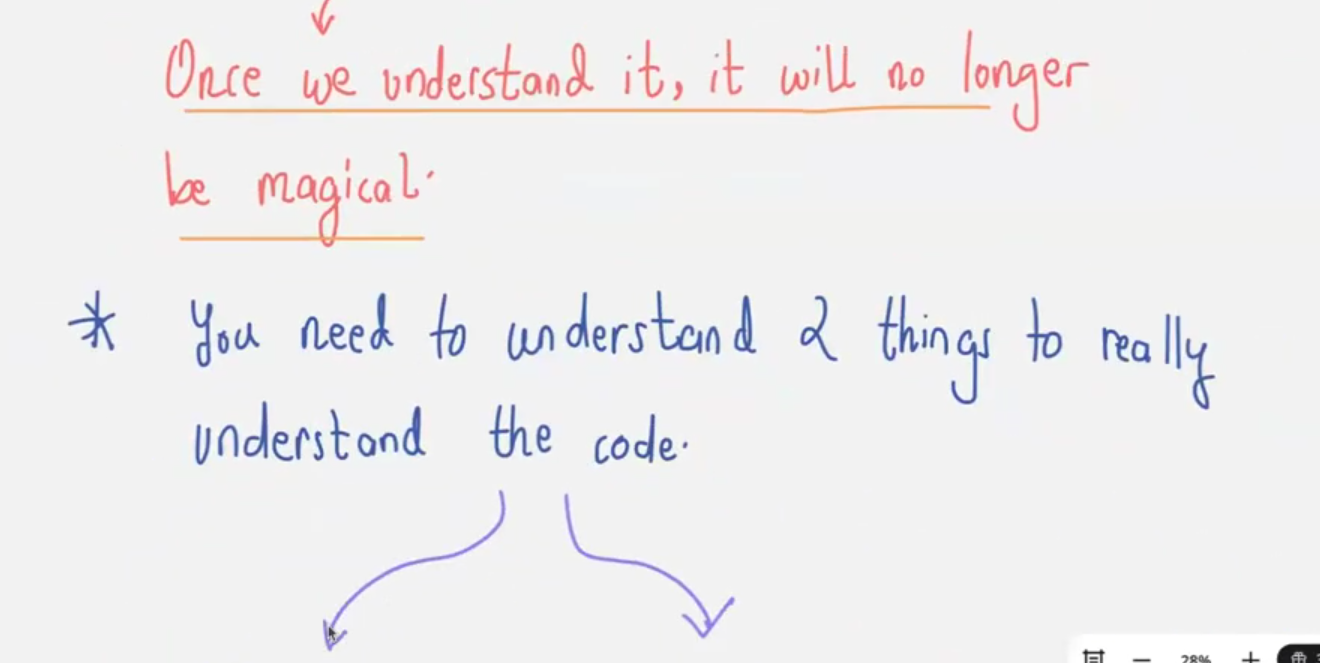 Once we understand it, it will no longer
be magical.
* You need to understand 2 things to really
understand the code.
28%